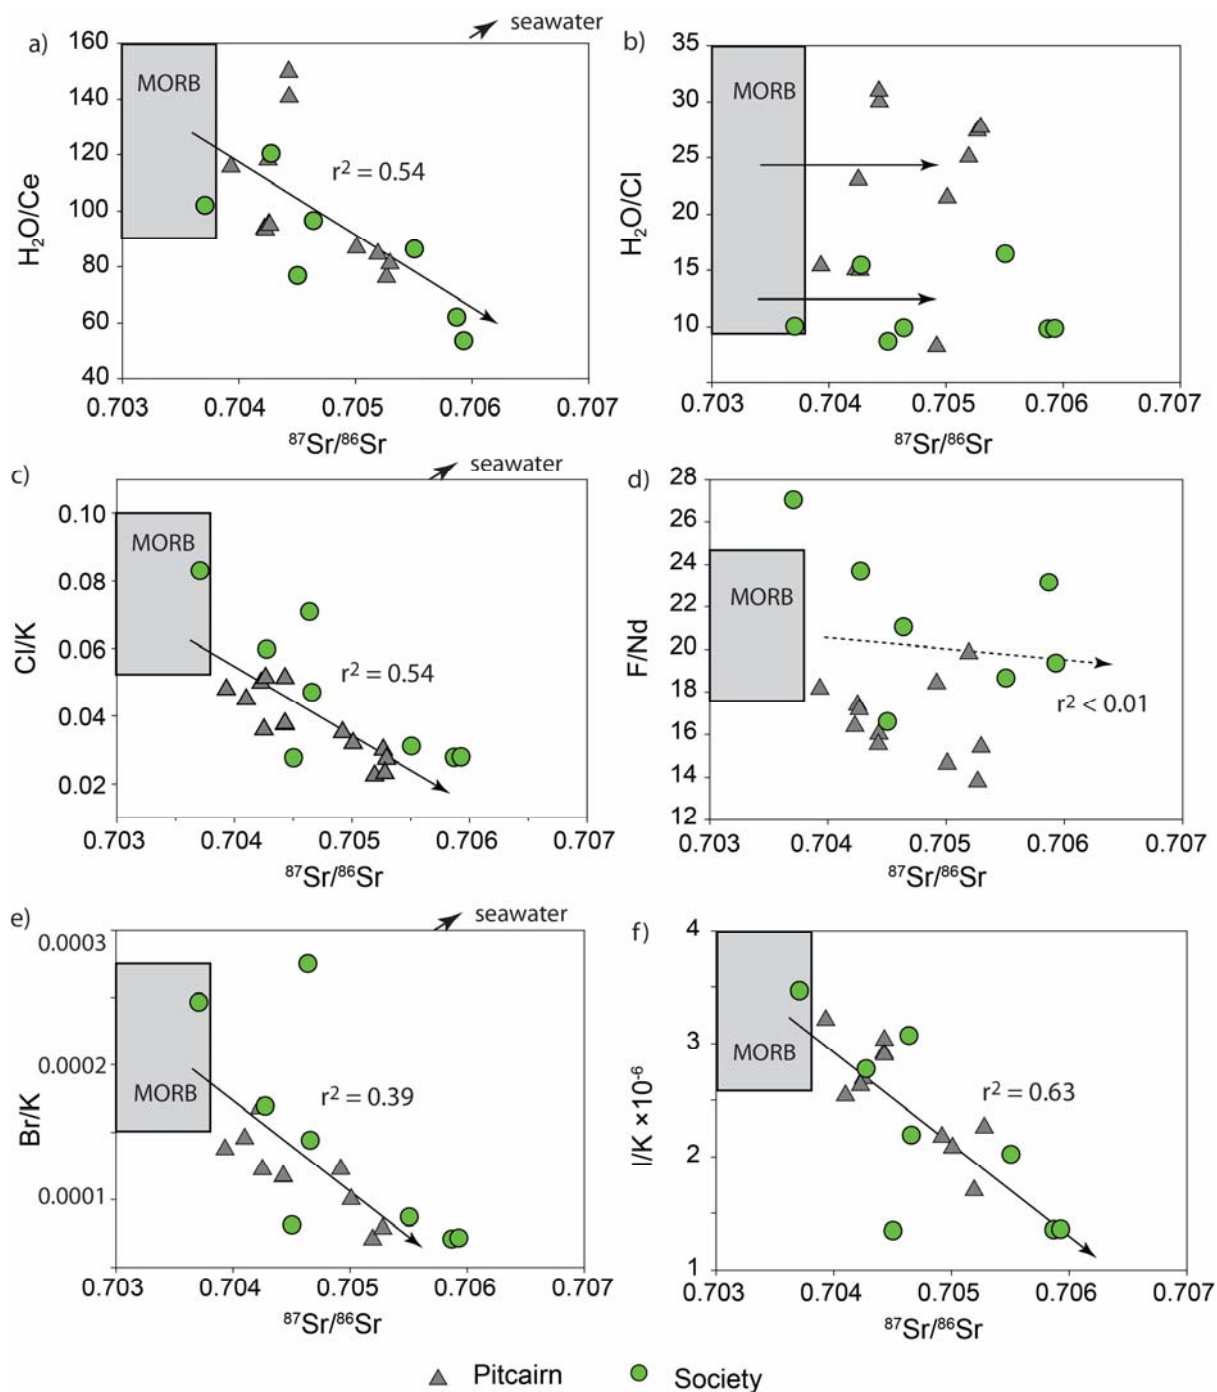 seawater
a)
160
140
120
100
80
60
40
H₂O/Ce
MORB
r² = 0.54
0.703 0.704 0.705 0.706 0.707
⁸⁷Sr/⁸⁶Sr
b)
35
30
25
20
15
10
H₂O/Cl
MORB
0.703 0.704 0.705 0.706 0.707
⁸⁷Sr/⁸⁶Sr
seawater
c)
0.10
0.08
0.06
0.04
0.02
Cl/K
MORB
r² = 0.54
0.703 0.704 0.705 0.706 0.707
⁸⁷Sr/⁸⁶Sr
d)
28
26
24
22
20
18
16
14
12
F/Nd
MORB
r² < 0.01
0.703 0.704 0.705 0.706 0.707
⁸⁷Sr/⁸⁶Sr
seawater
e)
0.0003
0.0002
0.0001
Br/K
MORB
r² = 0.39
0.703 0.704 0.705 0.706 0.707
⁸⁷Sr/⁸⁶Sr
f)
4
3
2
1
I/K ×10⁻⁶
MORB
r² = 0.63
0.703 0.704 0.705 0.706 0.707
⁸⁷Sr/⁸⁶Sr
Pitcairn Society